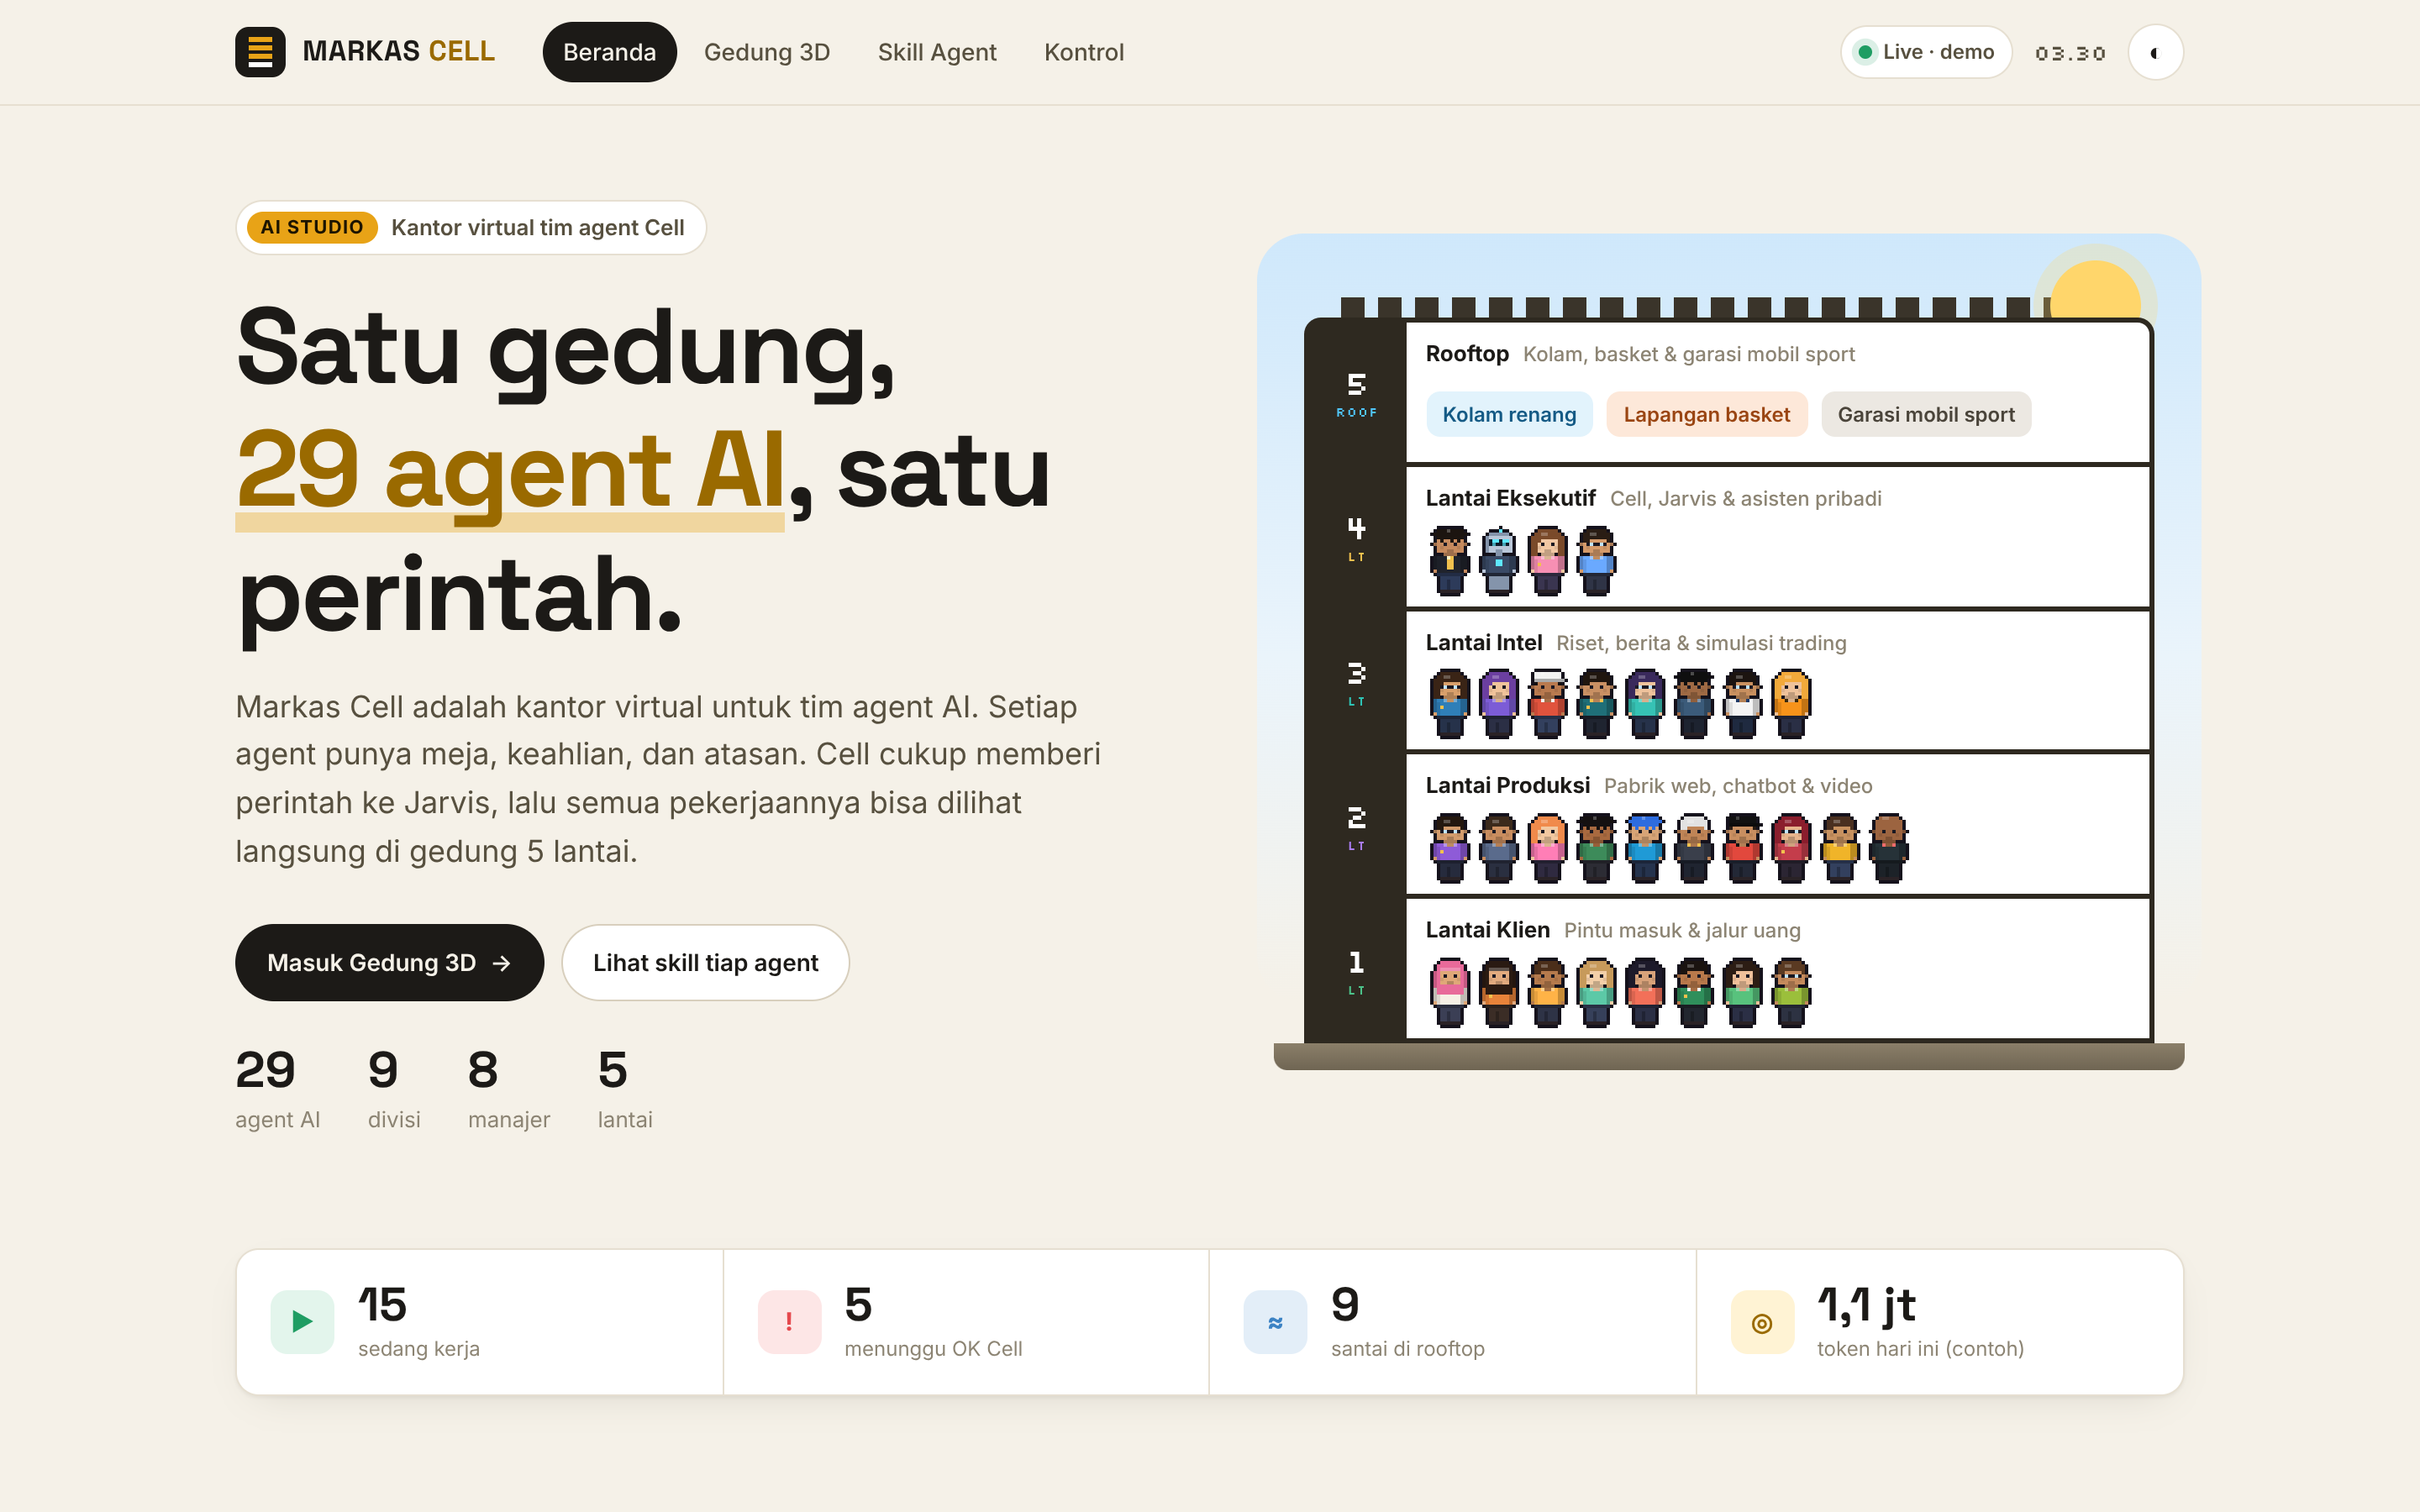 MARKAS CELL
Beranda
Gedung 3D
Skill Agent
Kontrol
Live · demo
03.30
AI STUDIO Kantor virtual tim agent Cell
Satu gedung,
29 agent AI, satu
perintah.
Markas Cell adalah kantor virtual untuk tim agent AI. Setiap
agent punya meja, keahlian, dan atasan. Cell cukup memberi
perintah ke Jarvis, lalu semua pekerjaannya bisa dilihat
langsung di gedung 5 lantai.
Masuk Gedung 3D →
Lihat skill tiap agent
29
agent AI
9
divisi
8
manajer
5
lantai
5
ROOF
Rooftop Kolam, basket & garasi mobil sport
Kolam renang
Lapangan basket
Garasi mobil sport
4
LT
Lantai Eksekutif Cell, Jarvis & asisten pribadi
3
LT
Lantai Intel Riset, berita & simulasi trading
2
LT
Lantai Produksi Pabrik web, chatbot & video
1
LT
Lantai Klien Pintu masuk & jalur uang
15
sedang kerja
!
5
menunggu OK Cell
≈
9
santai di rooftop
◎
1,1 jt
token hari ini (contoh)